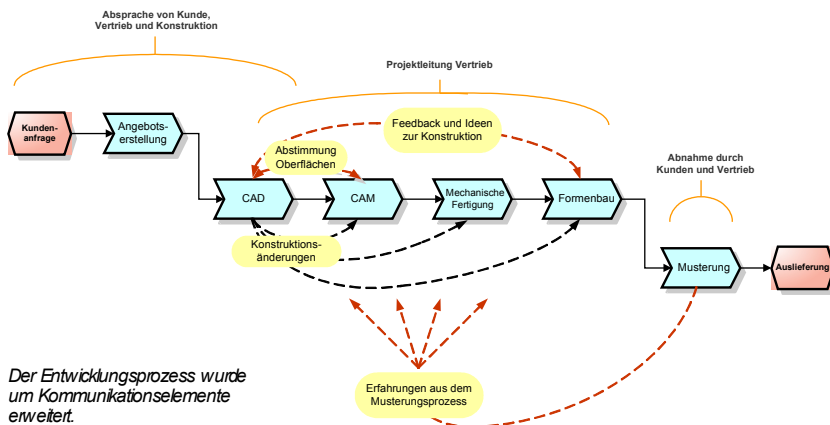 Absprache von Kunde,
Vertrieb und Konstruktion
Projektleitung Vertrieb
Kunden-
anfrage
Angebots-
erstellung
Feedback und Ideen
zur Konstruktion
Abstimmung
Oberflächen
Abnahme durch
Kunden und Vertrieb
CAD
CAM
Mechanische
Fertigung
Formenbau
Konstruktions-
änderungen
Musterung
Auslieferung
Erfahrungen aus dem
Musterungsprozess
Der Entwicklungsprozess wurde
um Kommunikationselemente
erweitert.